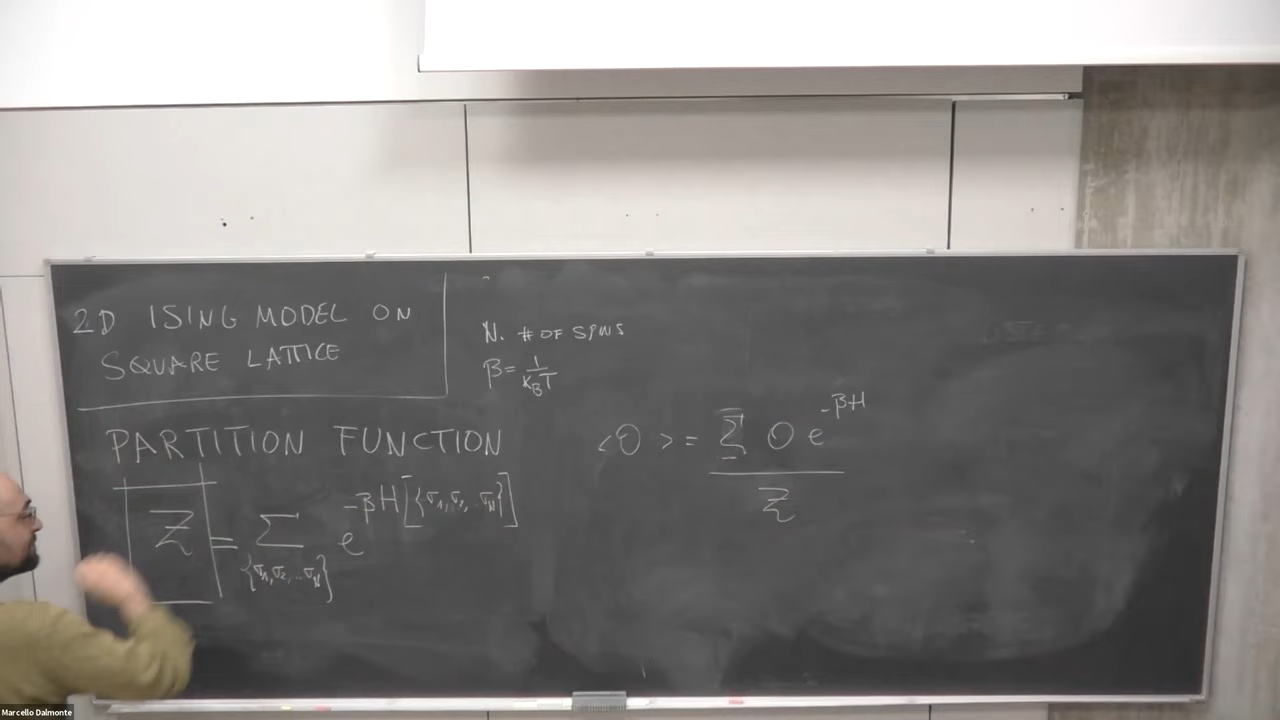 2D ISING MODEL ON
SQUARE LATTICE
N. # OF SPINS
β = 1/(K_B T)
PARTITION FUNCTION
Z = Σ_{σ₁,σ₂,...σ_N} e^{-βH[{σ₁,σ₂,...σ_N}]}
<O> = Σ O e^{-βH} / Z
Marcello Dalmonte